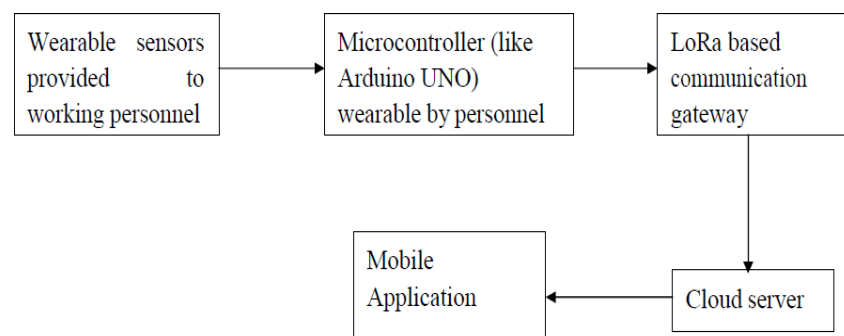 Wearable sensors
provided to
working personnel
Microcontroller (like
Arduino UNO)
wearable by personnel
LoRa based
communication
gateway
Mobile
Application
Cloud server